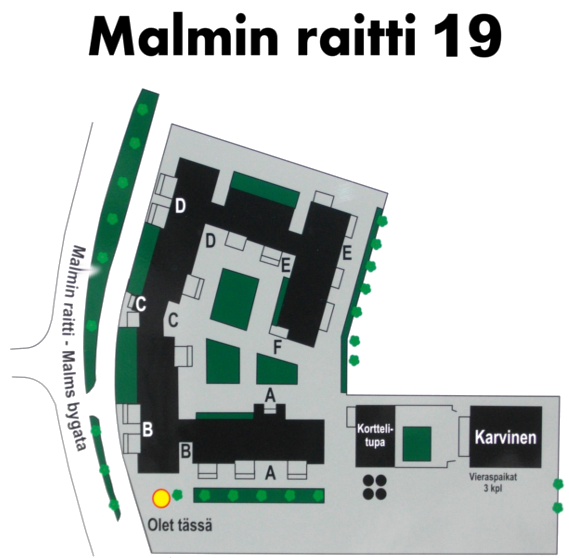 Malmin raitti 19
D
D
E
E
C
C
F
A
B
B
A
Malmin raitti - Malms bygata
Kortteli-
tupa
Karvinen
Vieraspaikat
3 kpl
Olet tässä